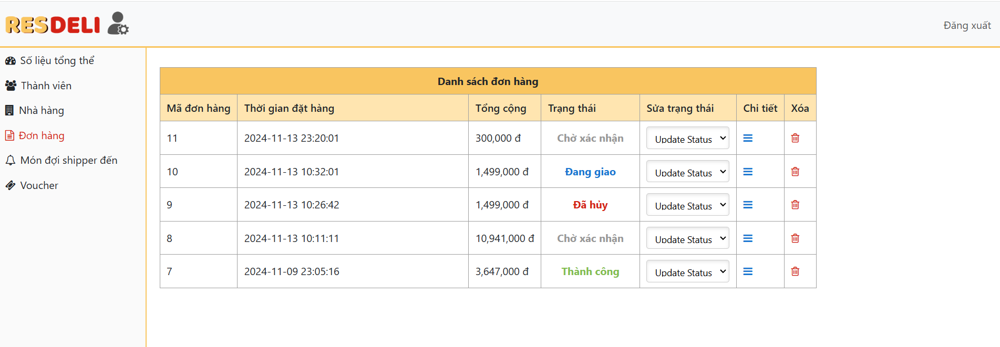 RESDELI
Đăng xuất
Số liệu tổng thể
Thành viên
Nhà hàng
Đơn hàng
Món đợi shipper đến
Voucher
Danh sách đơn hàng
Mã đơn hàng Thời gian đặt hàng Tổng cộng Trạng thái Sửa trạng thái Chi tiết Xóa
11 2024-11-13 23:20:01 300,000 đ Chờ xác nhận Update Status
10 2024-11-13 10:32:01 1,499,000 đ Đang giao Update Status
9 2024-11-13 10:26:42 1,499,000 đ Đã hủy Update Status
8 2024-11-13 10:11:11 10,941,000 đ Chờ xác nhận Update Status
7 2024-11-09 23:05:16 3,647,000 đ Thành công Update Status